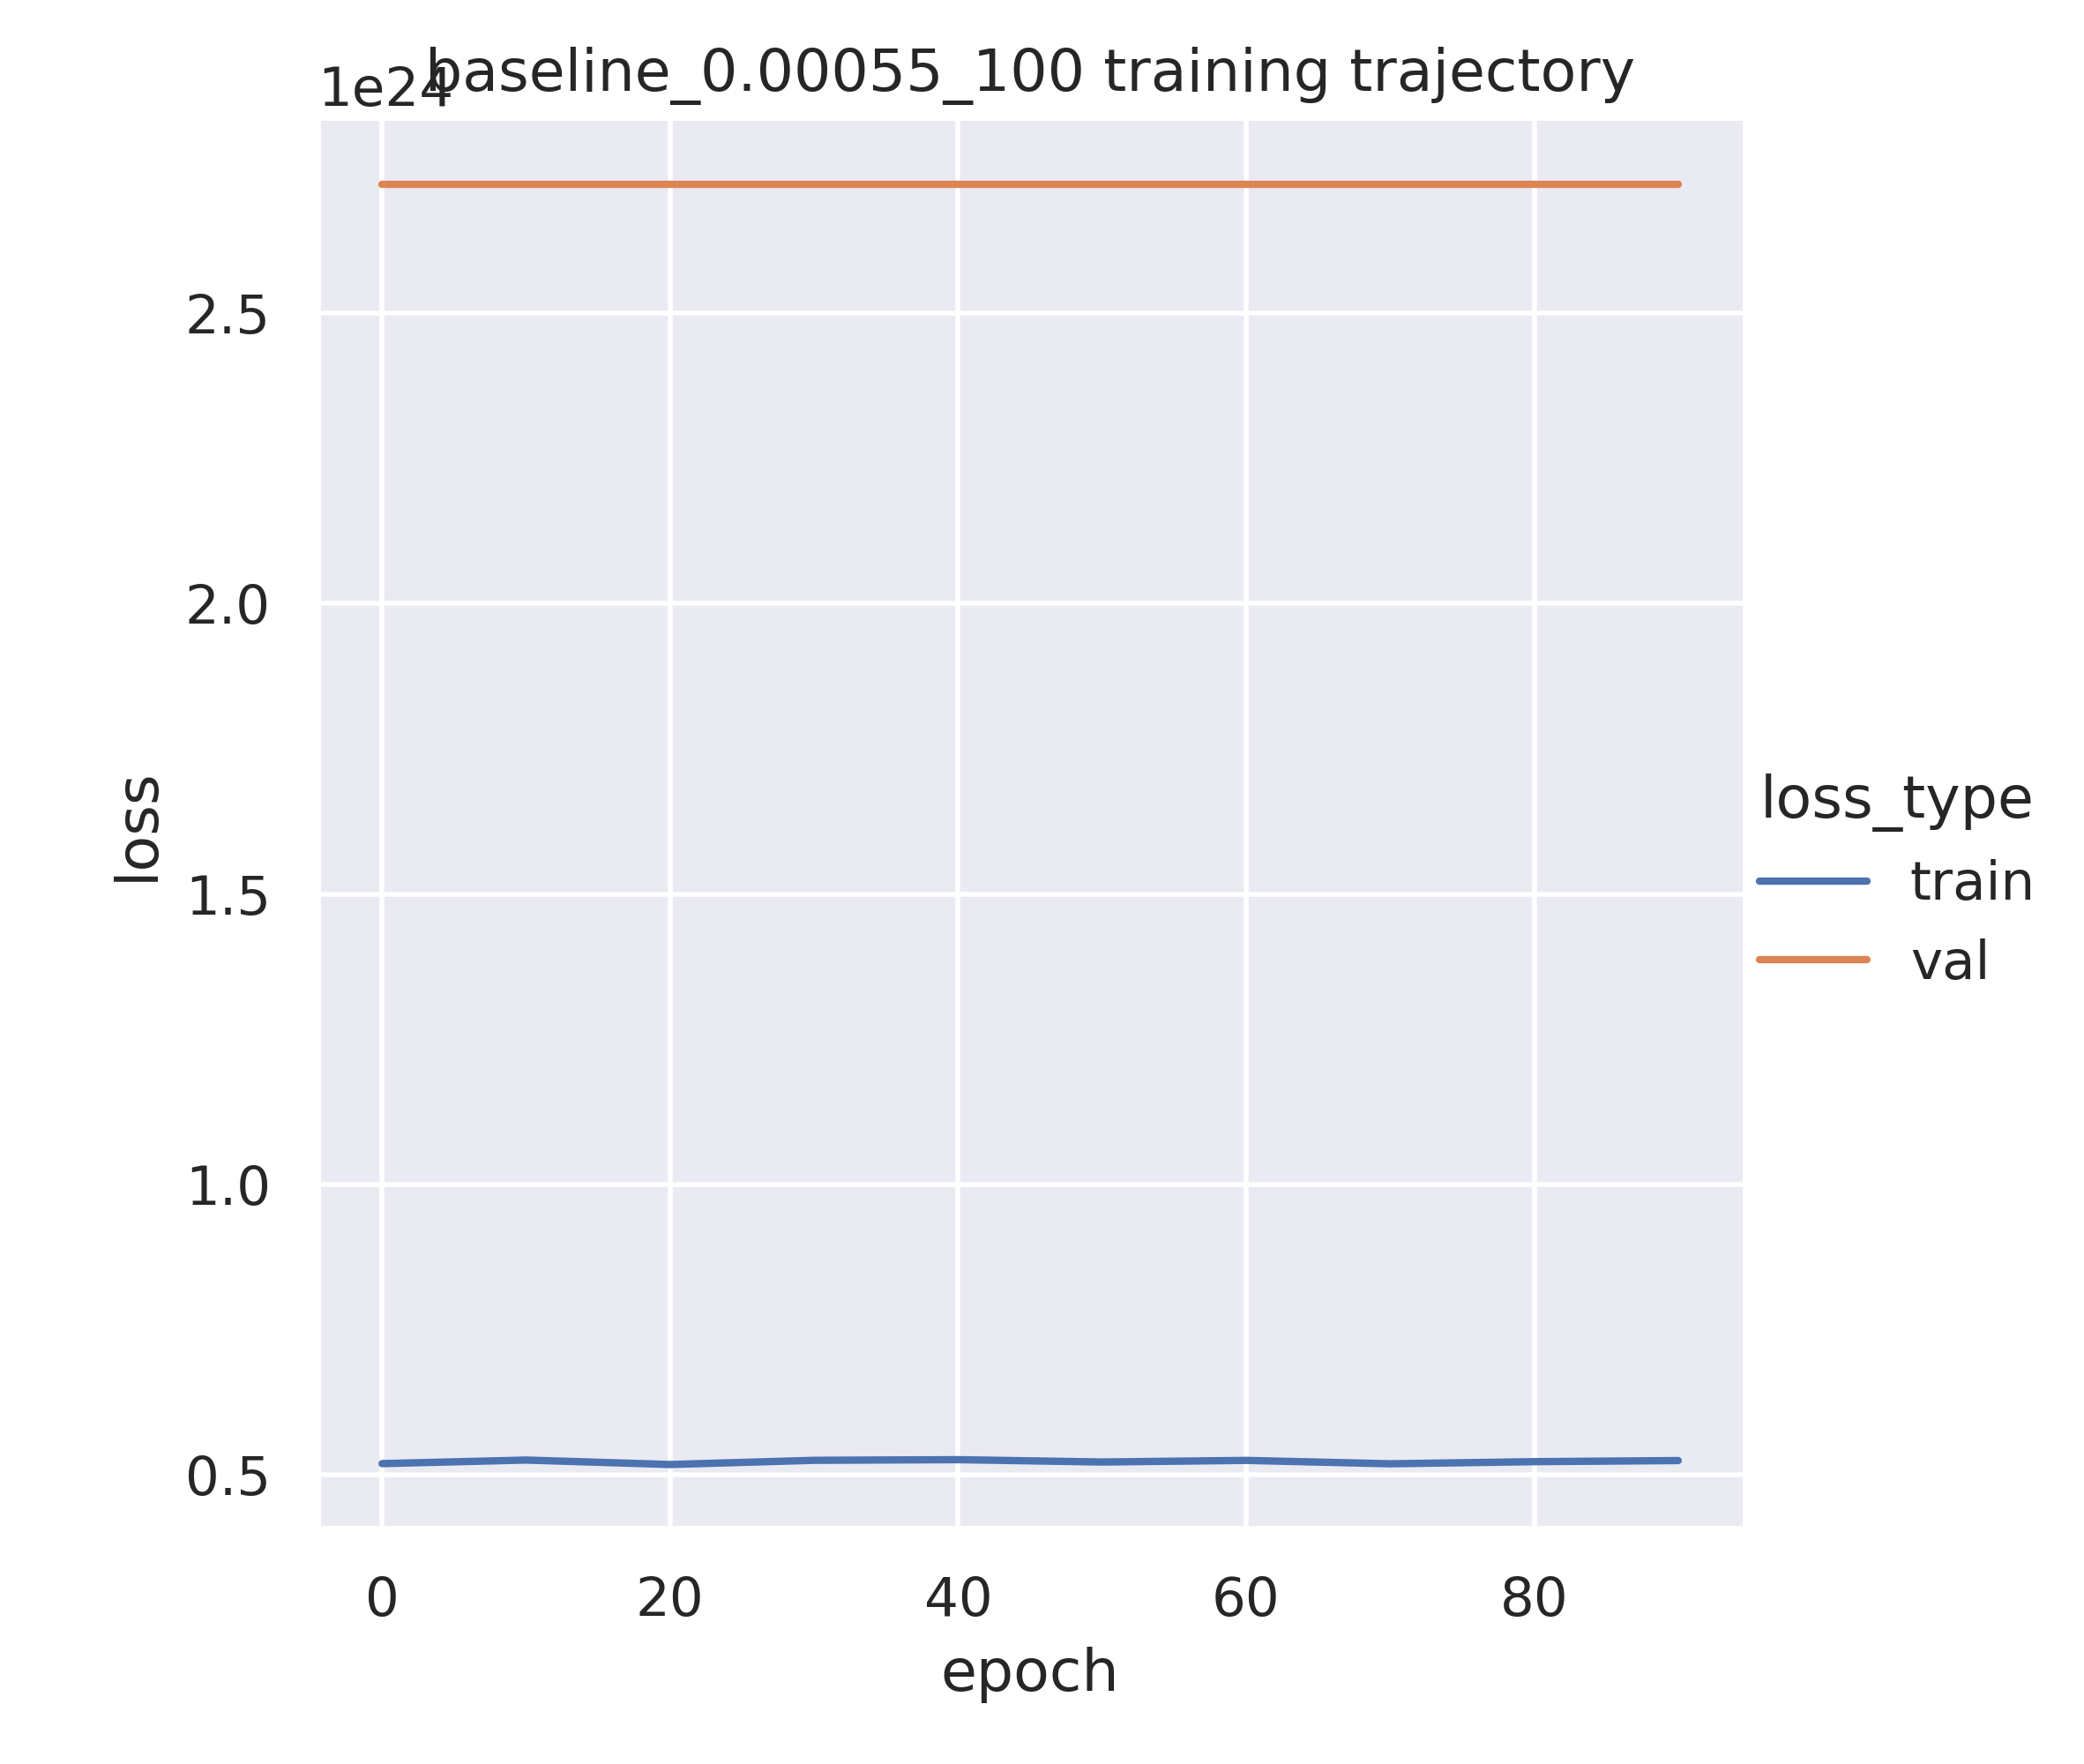 baseline_0.00055_100 training trajectory
1e24
2.5
2.0
1.5
1.0
0.5
loss
0 20 40 60 80
epoch
loss_type
train
val